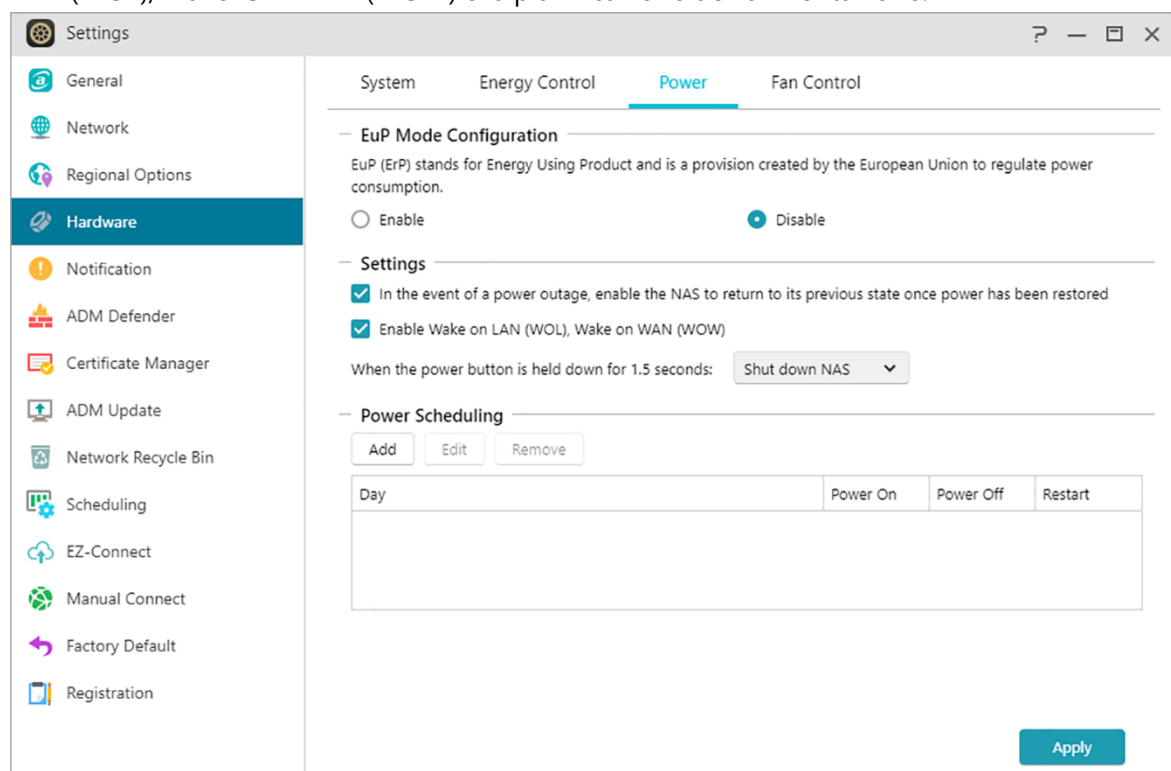 Settings
General
Network
Regional Options
Hardware
Notification
ADM Defender
Certificate Manager
ADM Update
Network Recycle Bin
Scheduling
EZ-Connect
Manual Connect
Factory Default
Registration
System Energy Control Power Fan Control
EuP Mode Configuration
EuP (ErP) stands for Energy Using Product and is a provision created by the European Union to regulate power
consumption.
Enable Disable
Settings
In the event of a power outage, enable the NAS to return to its previous state once power has been restored
Enable Wake on LAN (WOL), Wake on WAN (WOW)
When the power button is held down for 1.5 seconds: Shut down NAS
Power Scheduling
Add Edit Remove
Day Power On Power Off Restart
Apply